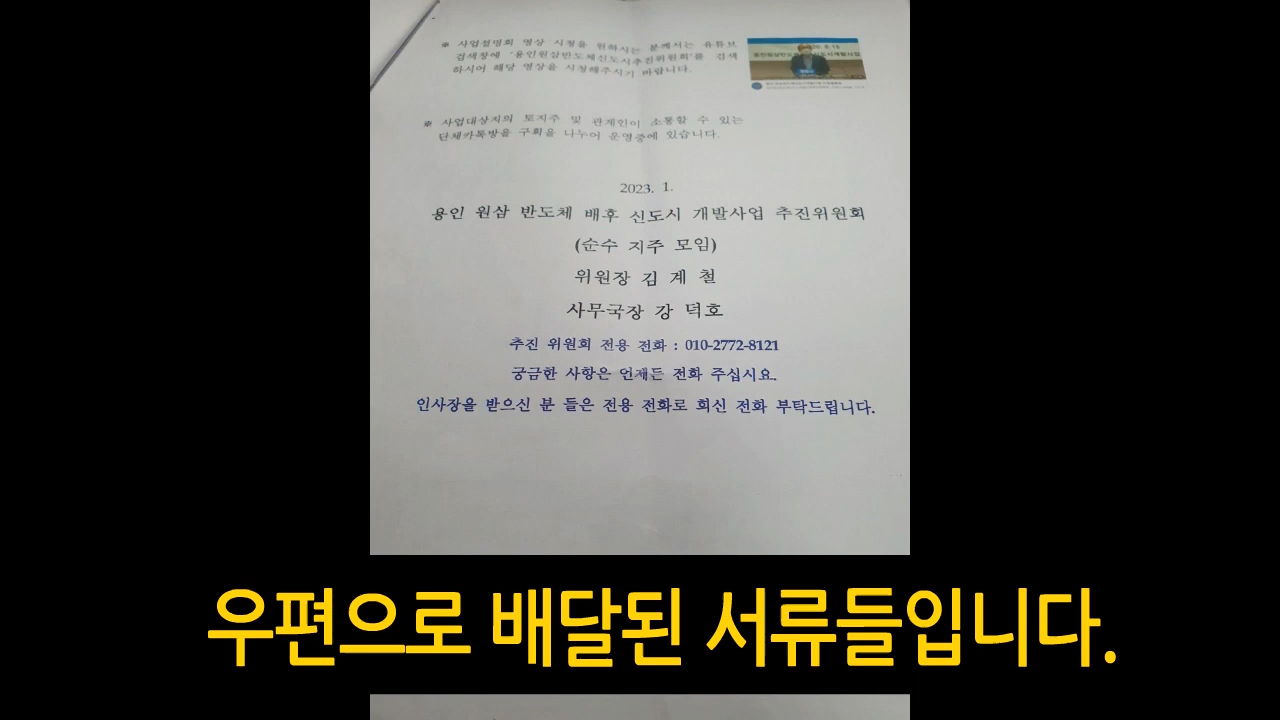 ※ 사업설명회 영상 시청을 원하시는 분께서는 유튜브
검색창에 '용인원삼반도체신도시추진위원회'를 검색
하시어 해당 영상을 시청해주시기 바랍니다.
※ 사업대상지의 토지주 및 관계인이 소통할 수 있는
단체카톡방을 구획을 나누어 운영중에 있습니다.
2023. 1.
용인 원삼 반도체 배후 신도시 개발사업 추진위원회
(순수 지주 모임)
위원장 김 계 철
사무국장 강 덕호
추진 위원회 전용 전화 : 010-2772-8121
궁금한 사항은 언제든 전화 주십시요.
인사장을 받으신 분 들은 전용 전화로 회신 전화 부탁드립니다.
우편으로 배달된 서류들입니다.